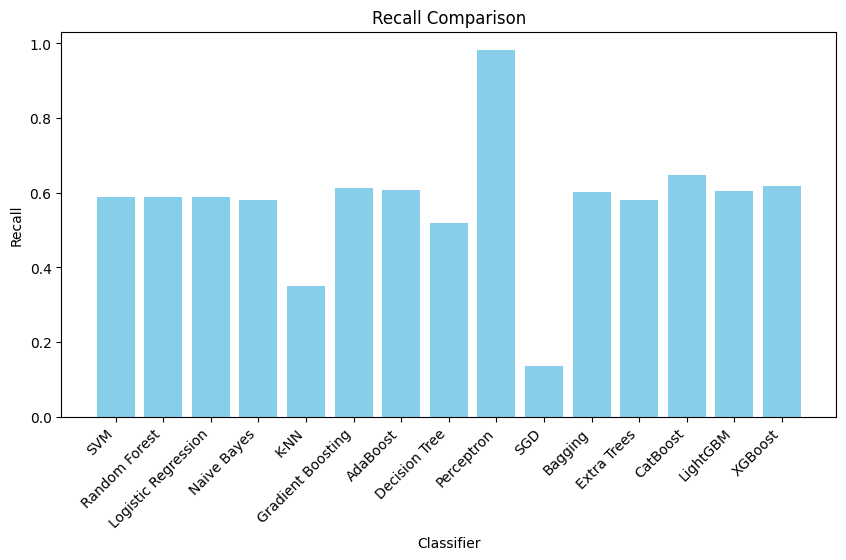 Recall Comparison
1.0
0.8
0.6
0.4
0.2
0.0
Recall
SVM
Random Forest
Logistic Regression
Naive Bayes
K-NN
Gradient Boosting
AdaBoost
Decision Tree
Perceptron
SGD
Bagging
Extra Trees
CatBoost
LightGBM
XGBoost
Classifier